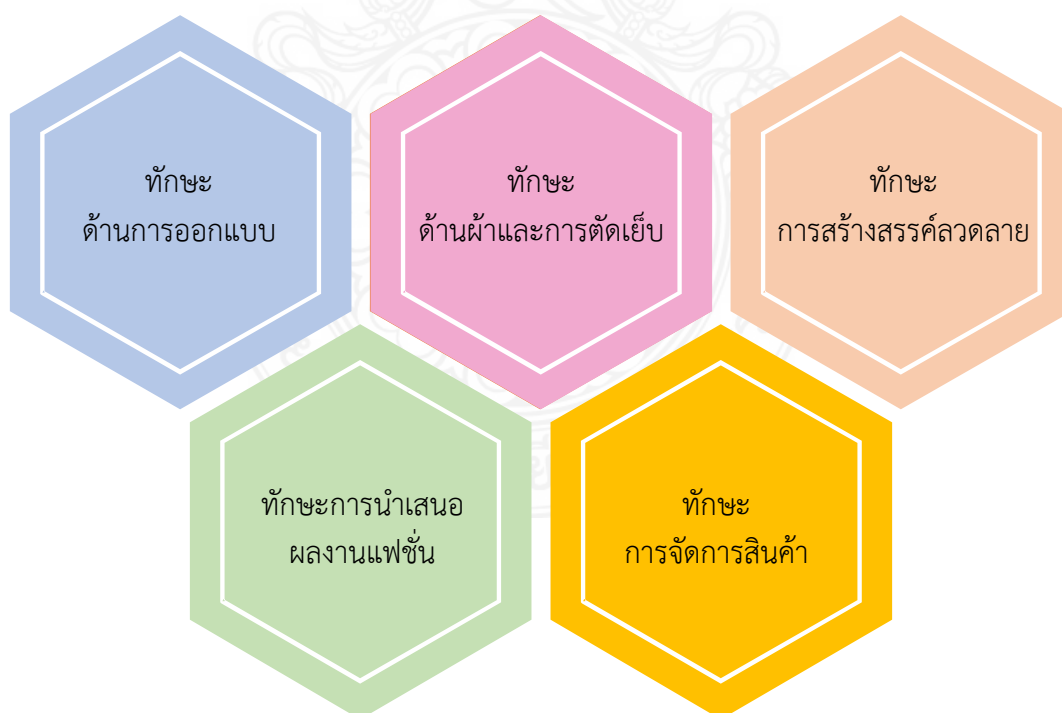 ทักษะ
ด้านการออกแบบ
ทักษะ
ด้านผ้าและการตัดเย็บ
ทักษะ
การสร้างสรรค์ลวดลาย
ทักษะการนำเสนอ
ผลงานแฟชั่น
ทักษะ
การจัดการสินค้า